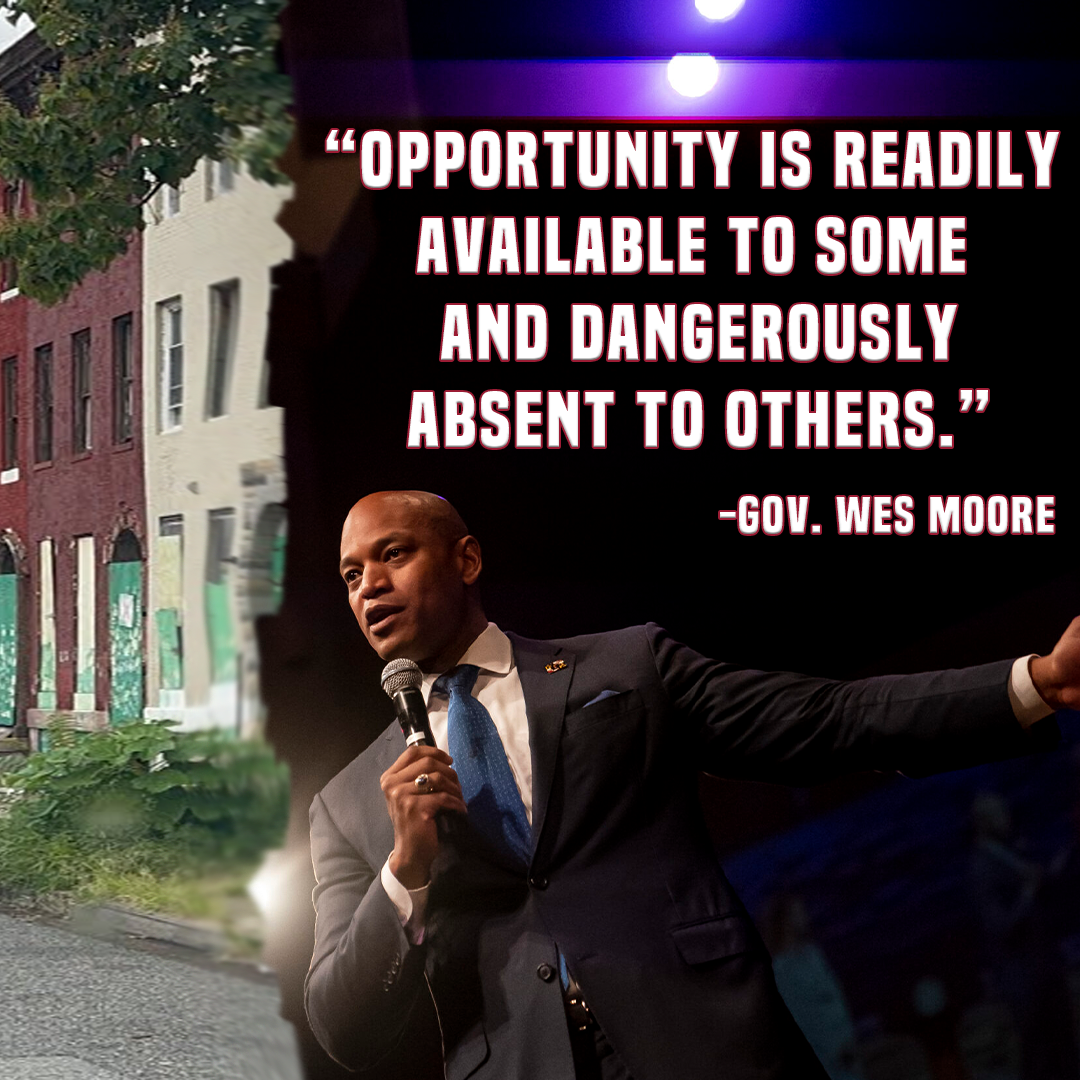 “OPPORTUNITY IS READILY
AVAILABLE TO SOME
AND DANGEROUSLY
ABSENT TO OTHERS.”
-GOV. WES MOORE